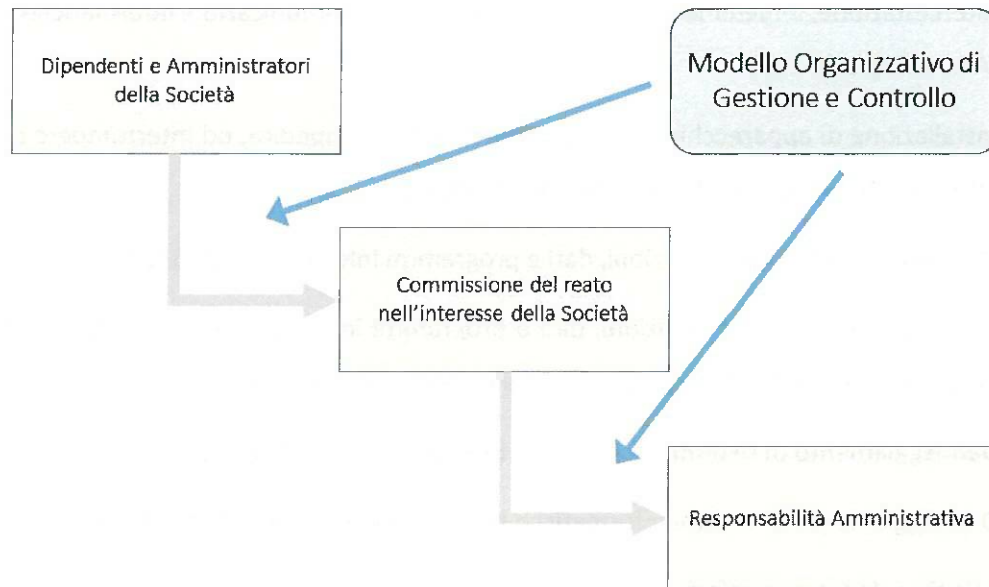 Dipendenti e Amministratori
della Società
Modello Organizzativo di
Gestione e Controllo
Commissione del reato
nell'interesse della Società
Responsabilità Amministrativa